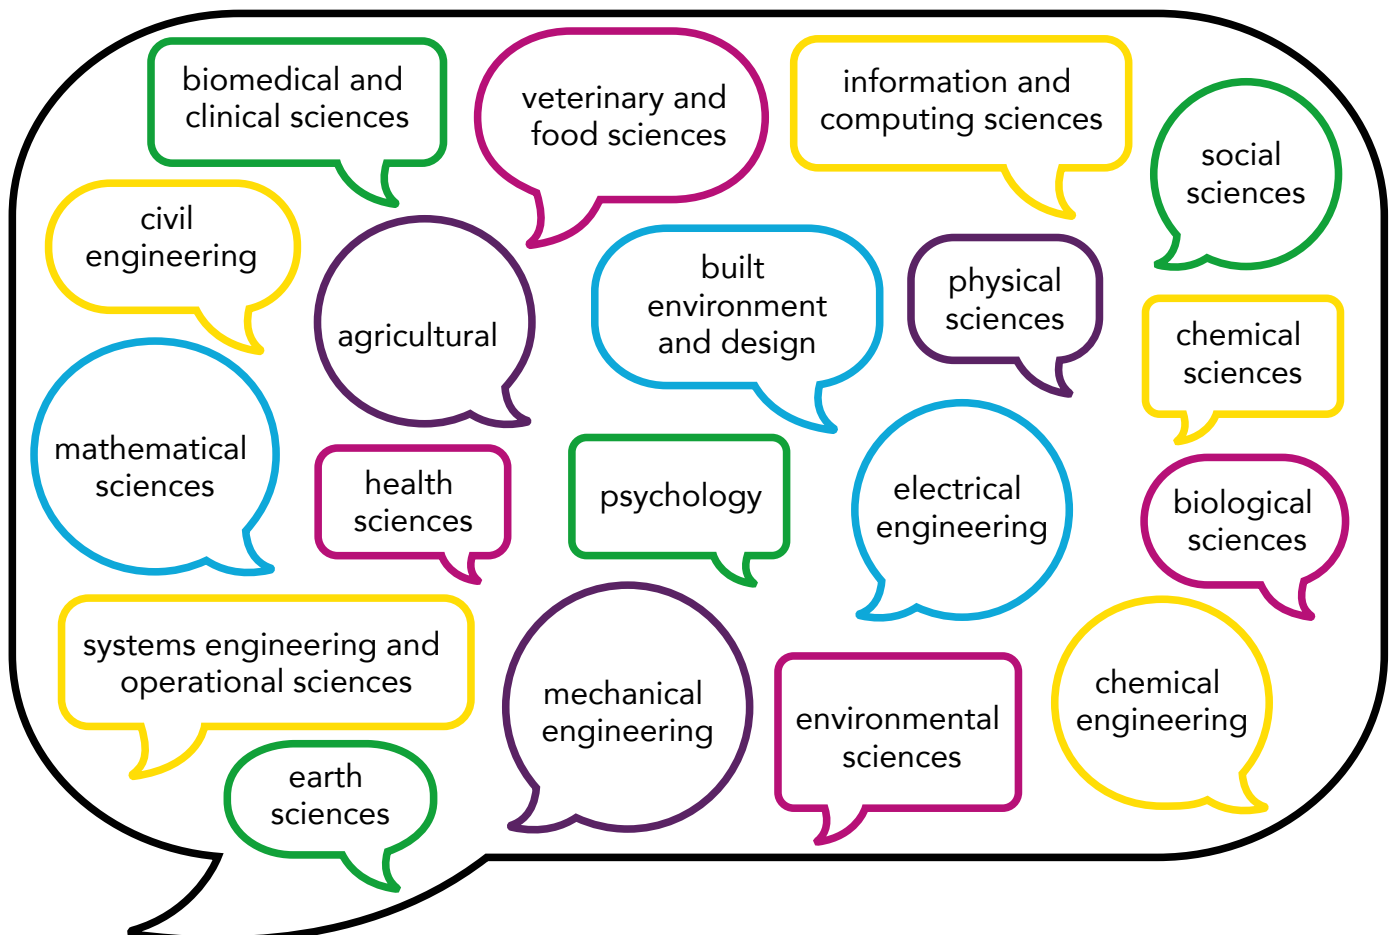 biomedical and
clinical sciences
veterinary and
food sciences
information and
computing sciences
social
sciences
civil
engineering
agricultural
built
environment
and design
physical
sciences
chemical
sciences
mathematical
sciences
health
sciences
psychology
electrical
engineering
biological
sciences
systems engineering and
operational sciences
mechanical
engineering
environmental
sciences
chemical
engineering
earth
sciences